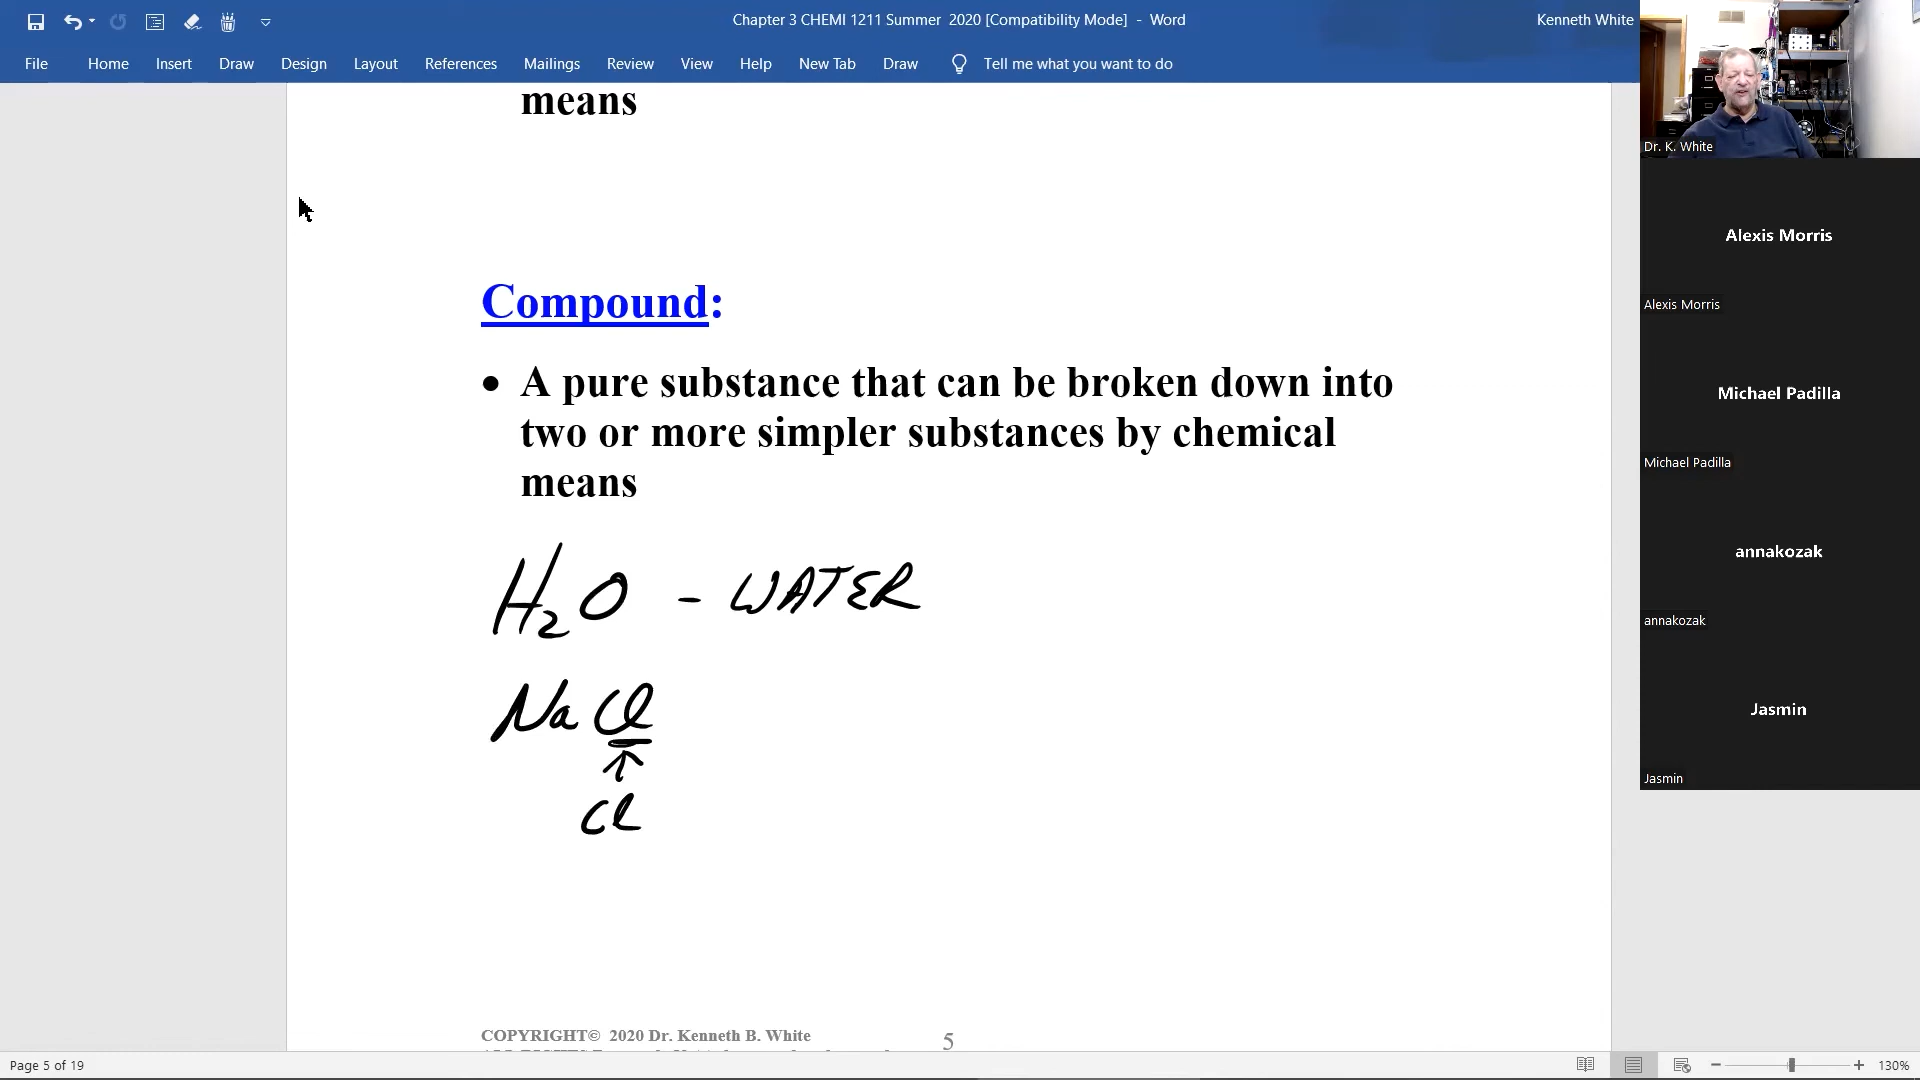 Chapter 3 CHEMI 1211 Summer 2020 [Compatibility Mode] - Word
Kenneth White
File Home Insert Draw Design Layout References Mailings Review View Help New Tab Draw Tell me what you want to do
means
Compound:
• A pure substance that can be broken down into
two or more simpler substances by chemical
means
H2O - WATER
NaCl
Cl
COPYRIGHT© 2020 Dr. Kenneth B. White
5
Page 5 of 19
130%
Dr. K. White
Alexis Morris
Alexis Morris
Michael Padilla
Michael Padilla
annakozak
annakozak
Jasmin
Jasmin